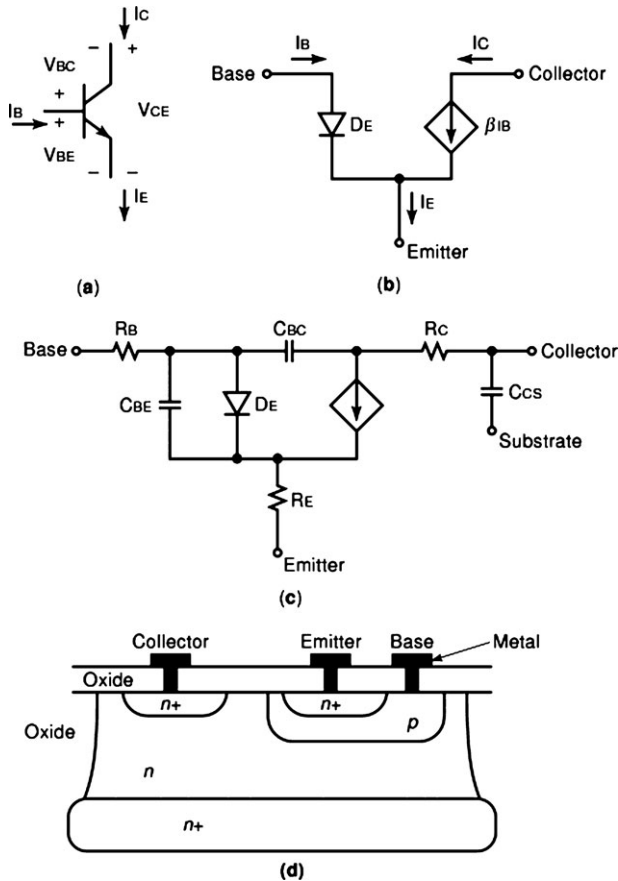 IC
− +
VBC
+
IB
VCE
+
VBE
− −
IE
(a)
IB
IC
Base
Collector
DE
βIB
IE
Emitter
(b)
RB
CBC
RC
Base
Collector
CBE
DE
CCS
Substrate
RE
Emitter
(c)
Collector Emitter Base Metal
Oxide
n+ n+
Oxide
p
n
n+
(d)